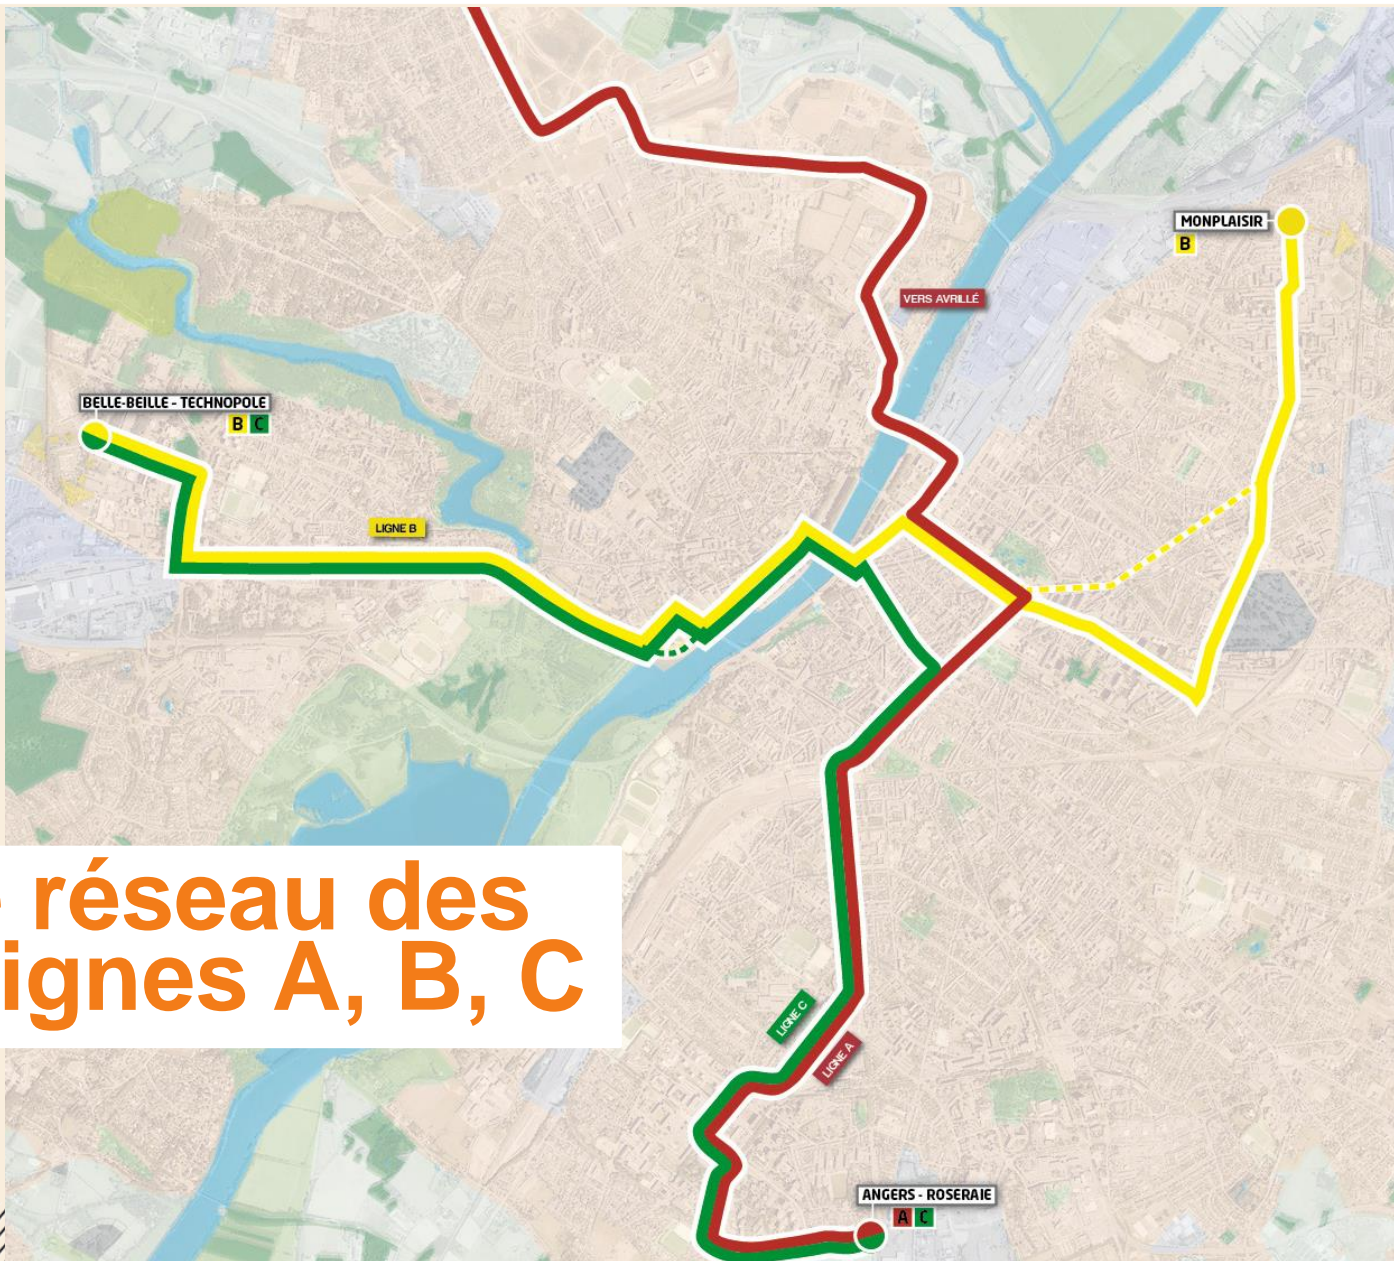 MONPLAISIR
B
VERS AVRILLÉ
BELLE-BEILLE - TECHNOPOLE
B C
LIGNE B
réseau des
ignes A, B, C
LIGNE C
LIGNE A
ANGERS - ROSERAIE
A C